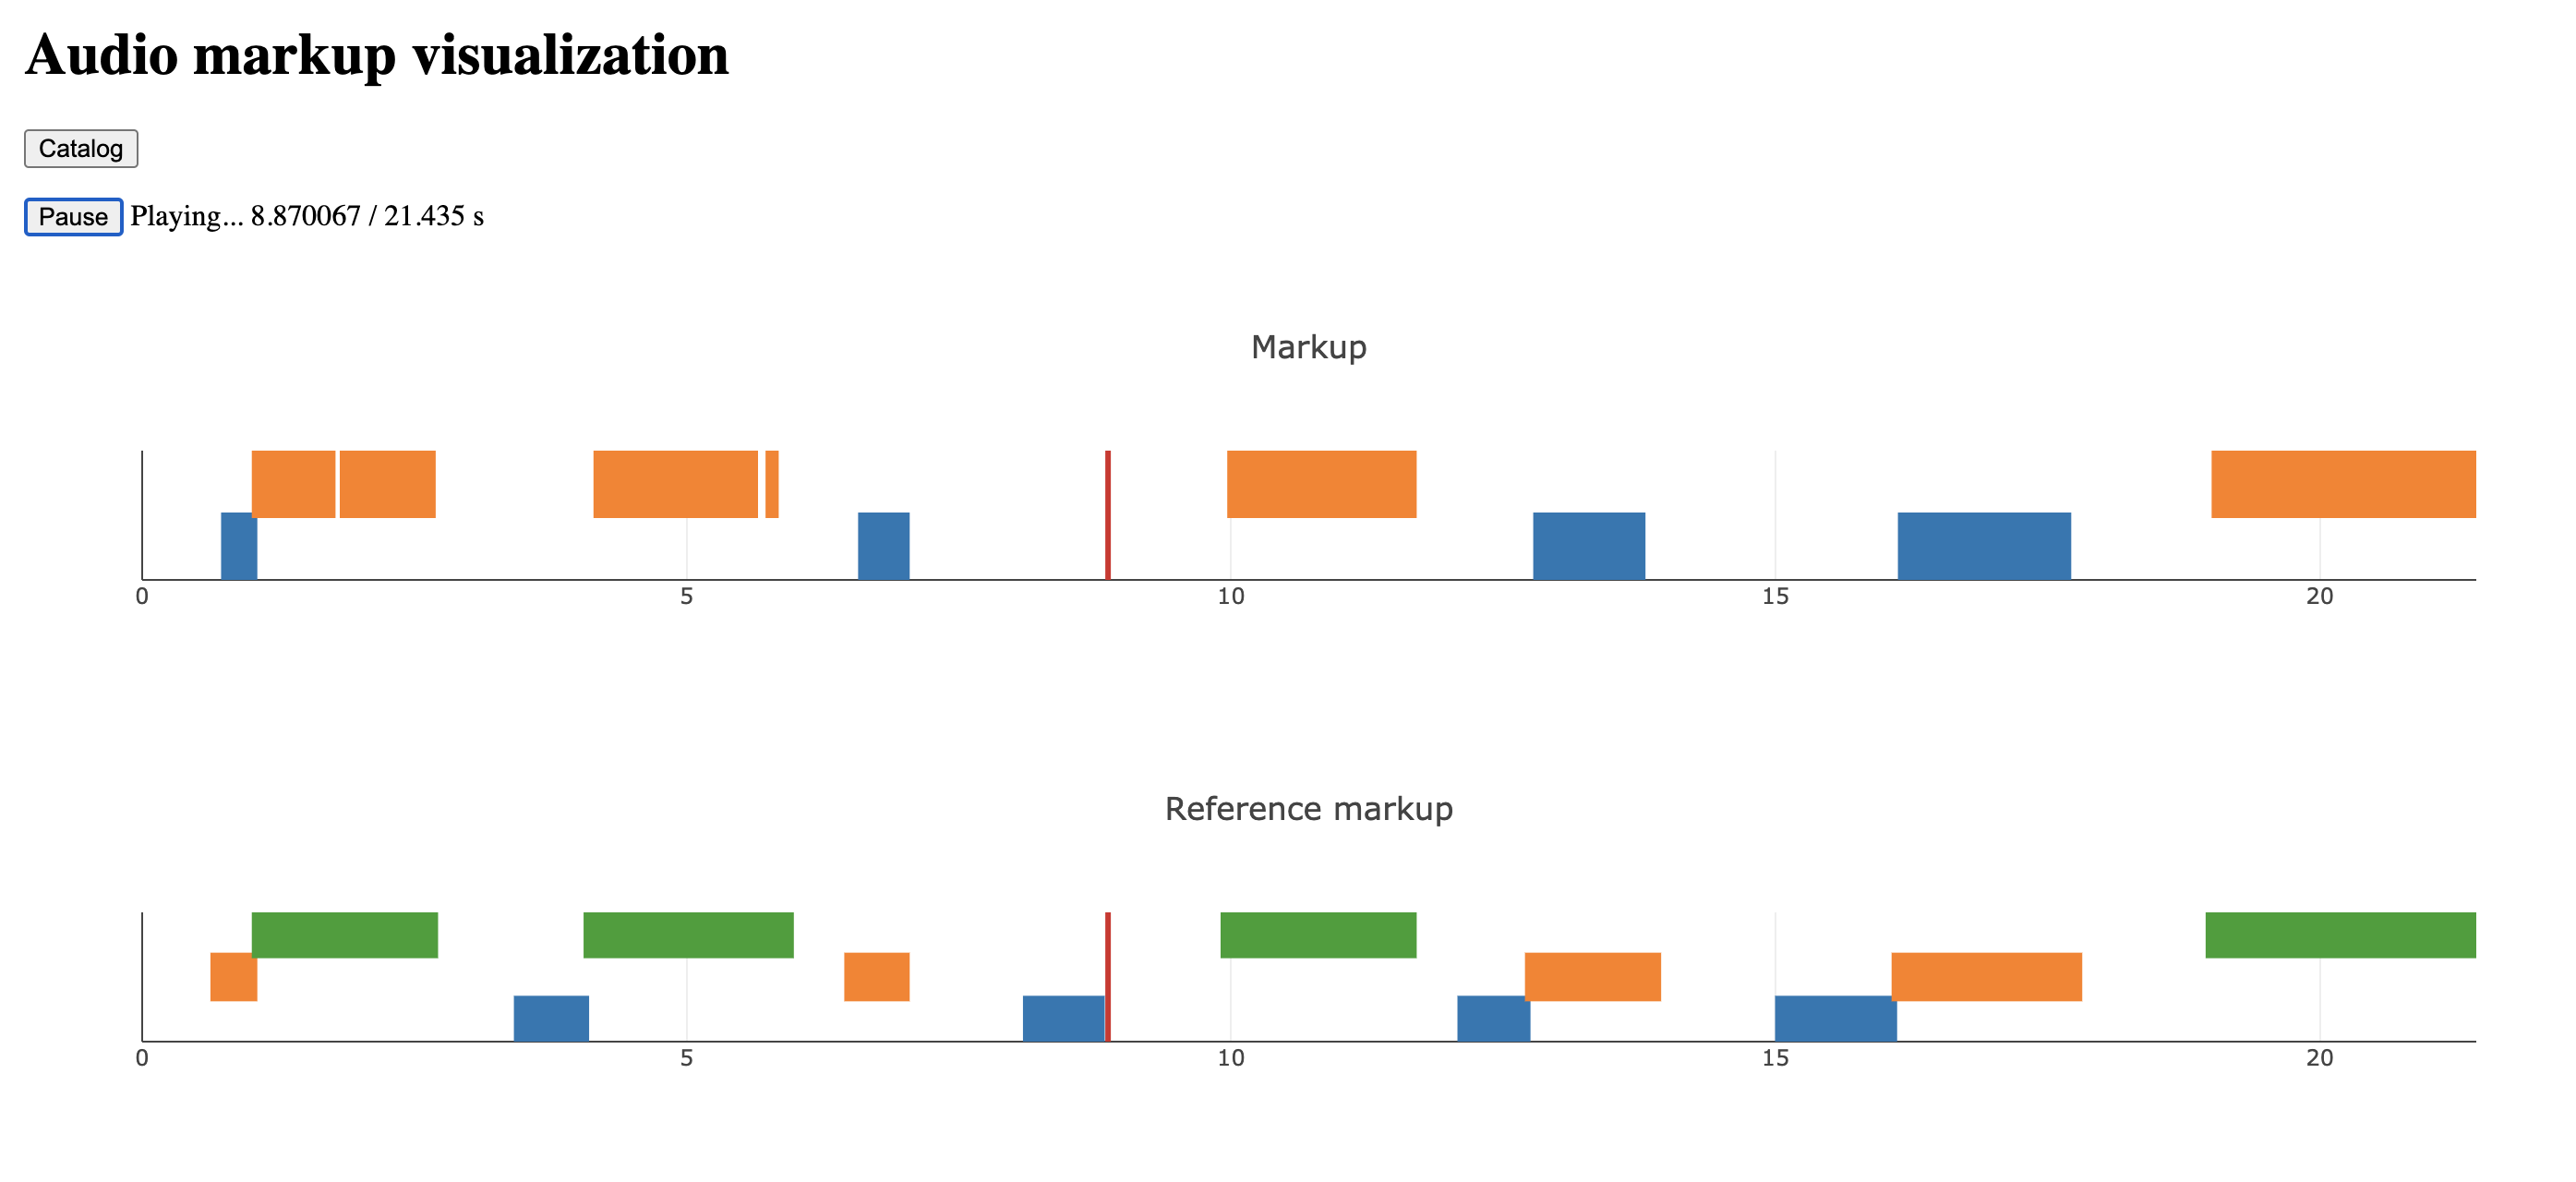 Audio markup visualization
Catalog
Pause Playing... 8.870067 / 21.435 s
Markup
0 5 10 15 20
Reference markup
0 5 10 15 20